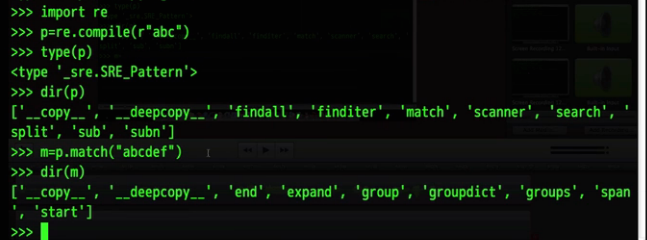 >>> import re
>>> p=re.compile(r"abc")
>>> type(p)
<type '_sre.SRE_Pattern'>
>>> dir(p)
['__copy__', '__deepcopy__', 'findall', 'finditer', 'match', 'scanner', 'search', '
split', 'sub', 'subn']
>>> m=p.match("abcdef")
>>> dir(m)
['__copy__', '__deepcopy__', 'end', 'expand', 'group', 'groupdict', 'groups', 'span
', 'start']
>>>